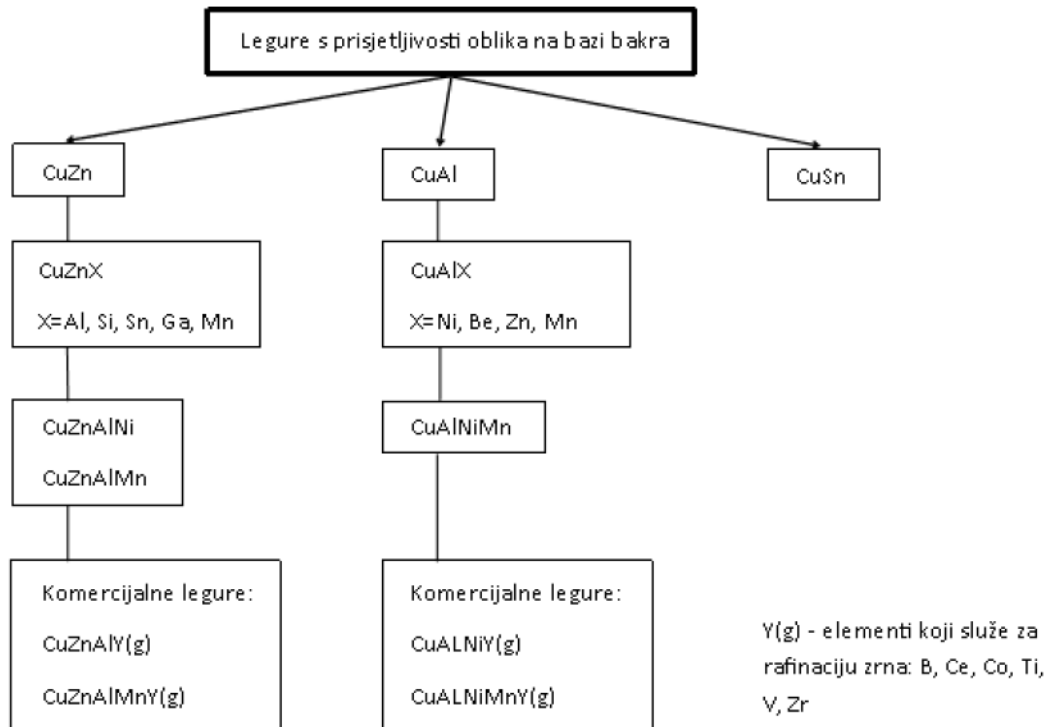 Legure s prisjetljivosti oblika na bazi bakra
CuZn
CuAl
CuSn
CuZnX
X=Al, Si, Sn, Ga, Mn
CuAlX
X=Ni, Be, Zn, Mn
CuZnAlNi
CuZnAlMn
CuAlNiMn
Komercijalne legure:
CuZnAlY(g)
CuZnAlMnY(g)
Komercijalne legure:
CuALNiY(g)
CuALNiMnY(g)
Y(g) - elementi koji služe za
rafinaciju zrna: B, Ce, Co, Ti,
V, Zr